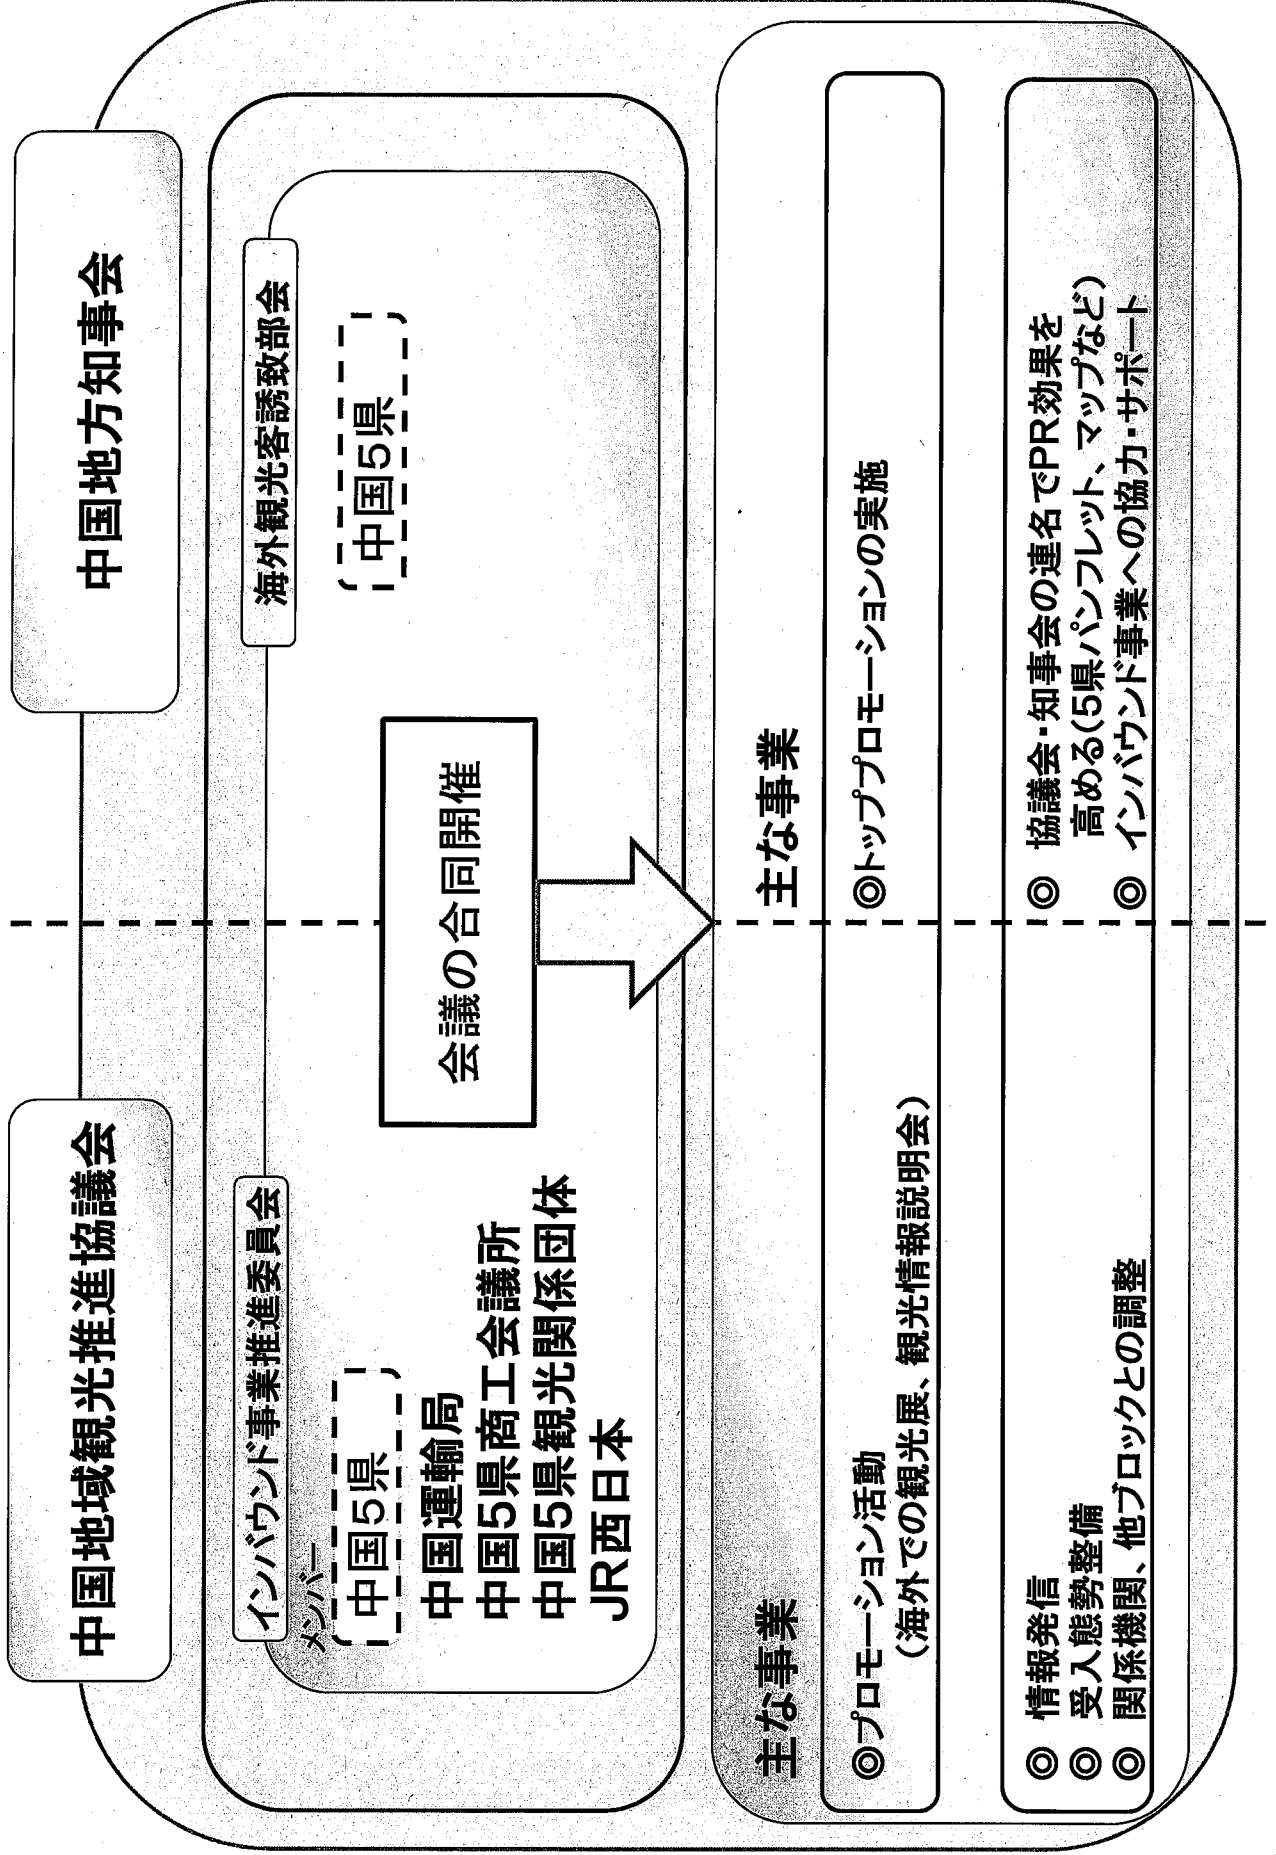 中国地域観光推進協議会
中国地方知事会
インバウンド事業推進委員会
海外観光客誘致部会
メンバー
中国5県
中国5県
中国運輸局
中国5県商工会議所
中国5県観光関係団体
JR西日本
会議の合同開催
主な事業
主な事業
◎プロモーション活動
(海外での観光展、観光情報説明会)
◎トッププロモーションの実施
◎ 情報発信
◎ 受入態勢整備
◎ 関係機関、他ブロックとの調整
◎ 協議会・知事会の連名でPR効果を
高める(5県パンフレット、マップなど)
◎ インバウンド事業への協力・サポート